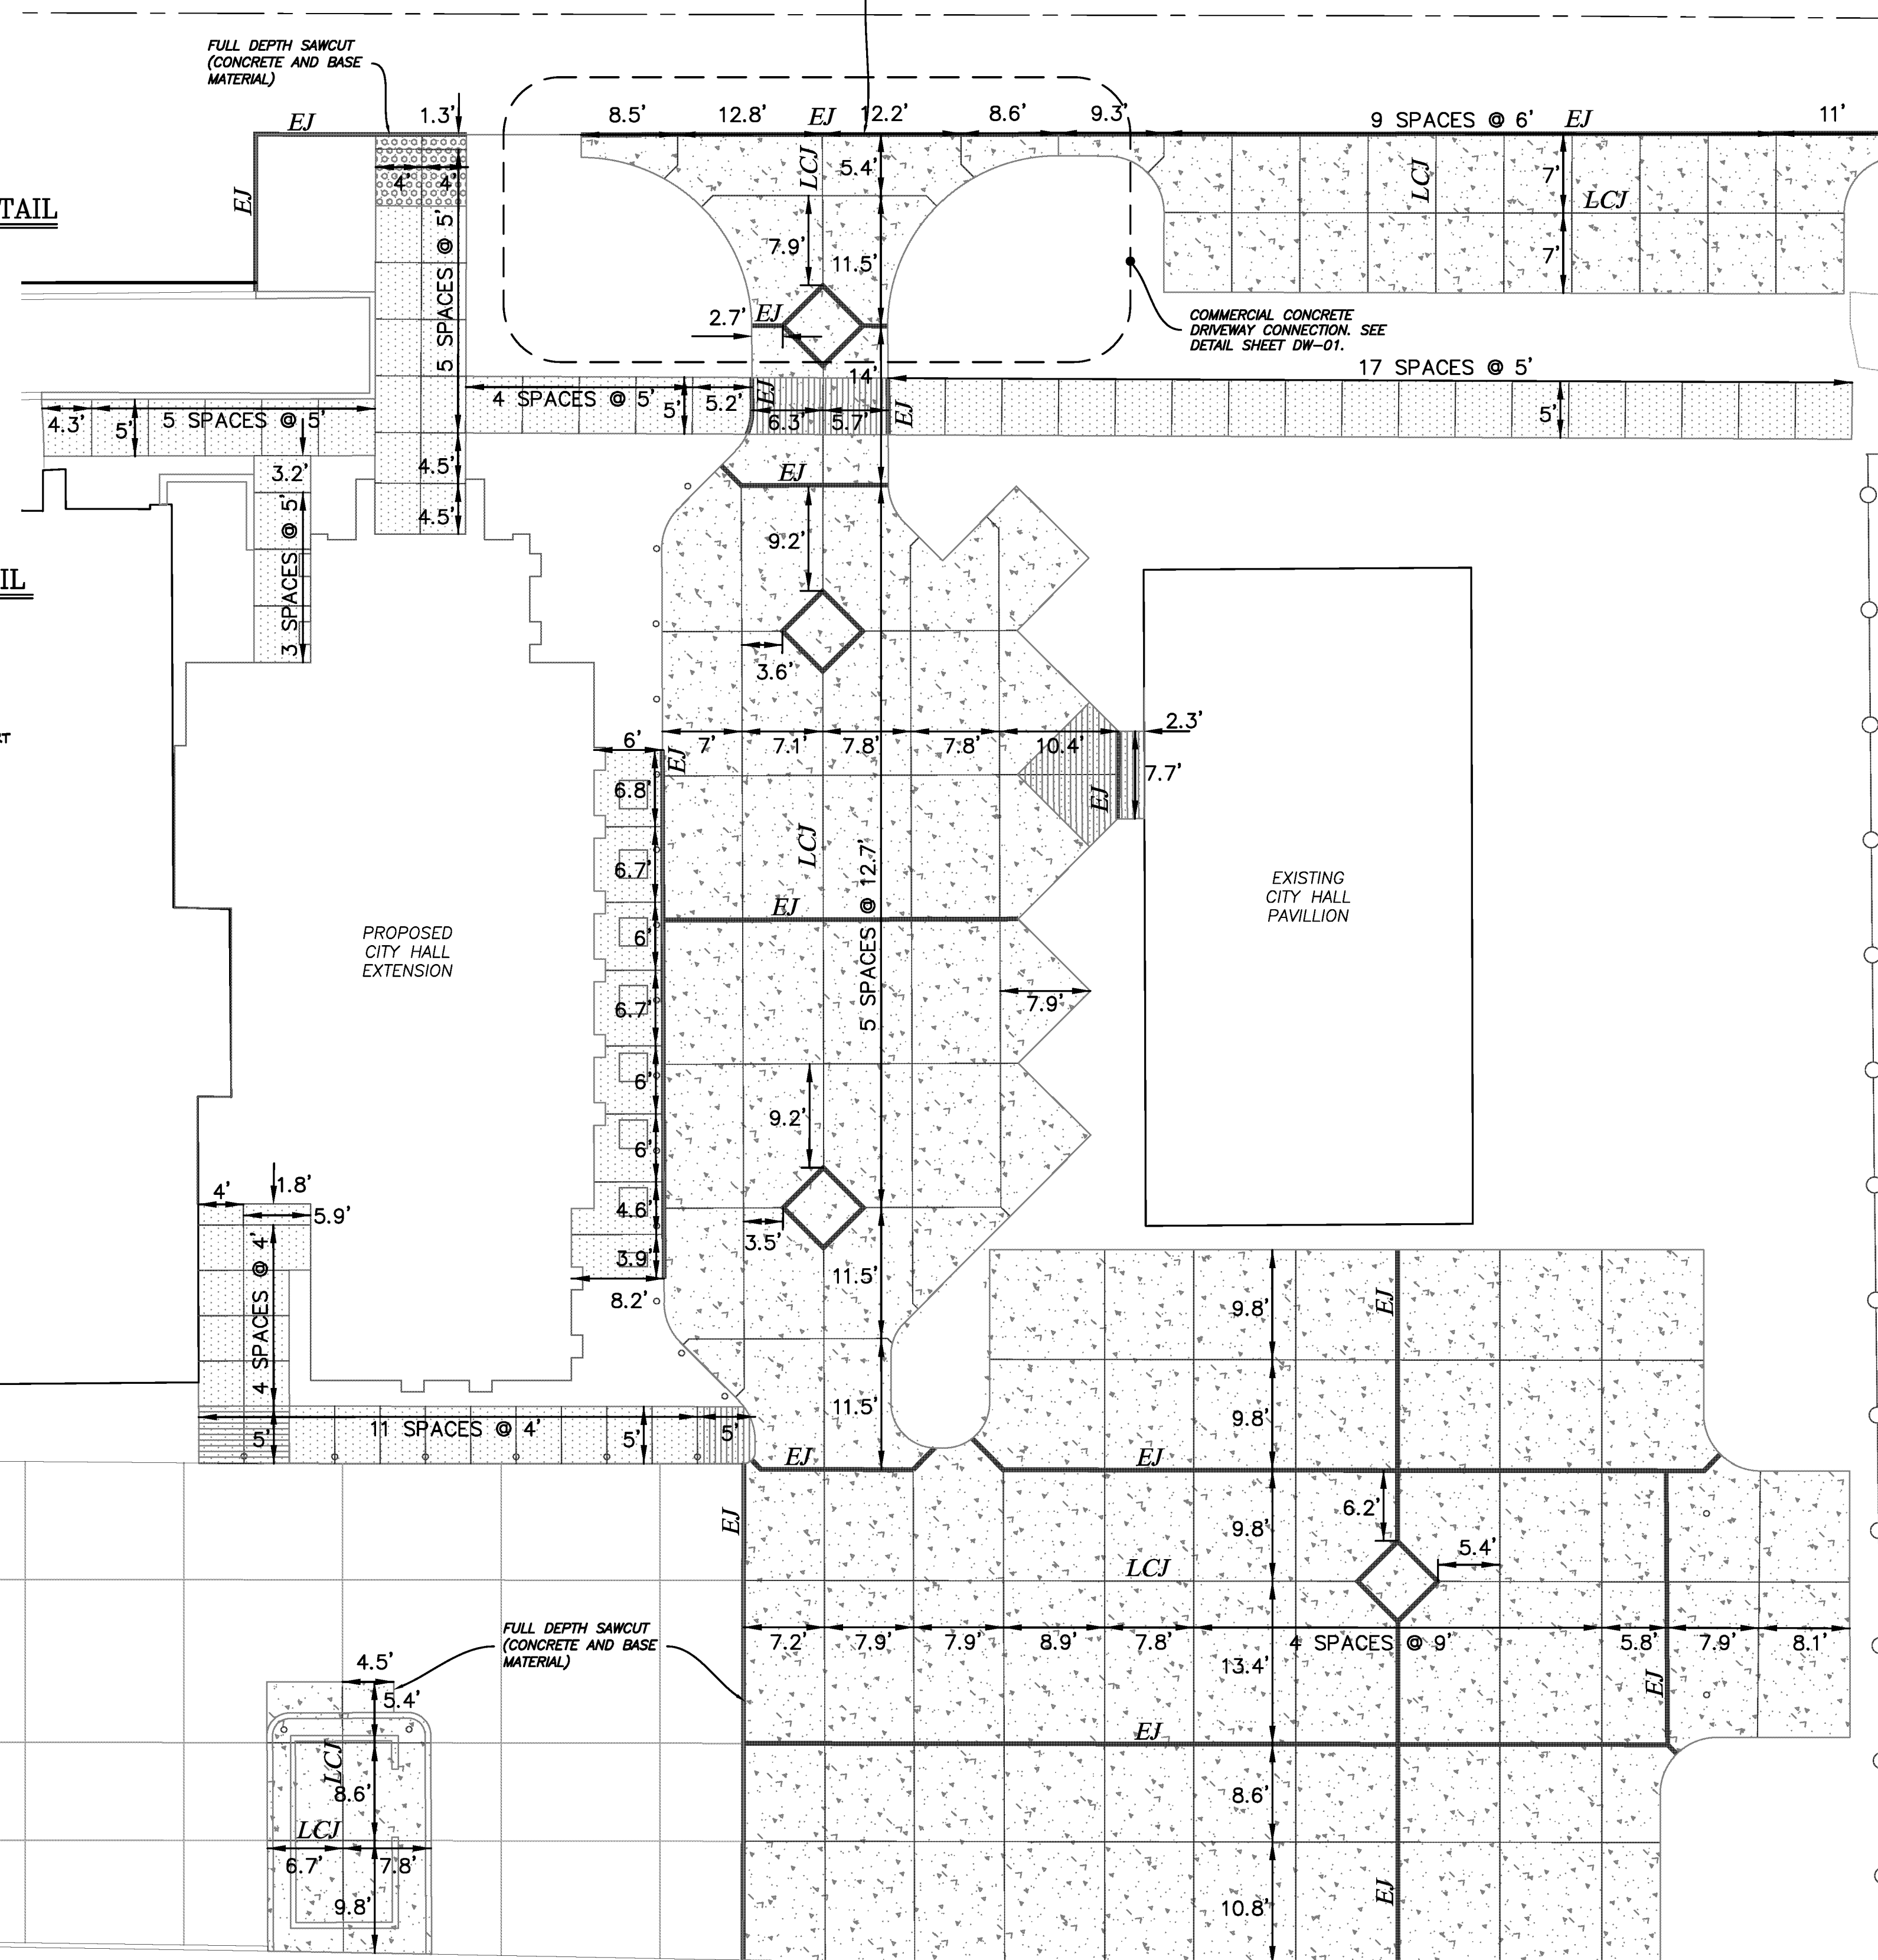 FULL DEPTH SAWCUT
(CONCRETE AND BASE
MATERIAL)
1.3'
EJ
8.5'
12.8'
EJ
12.2'
8.6'
9.3'
9 SPACES @ 6'
EJ
11'
EJ
4'
4'
LCJ
5.4'
LCJ
7'
LCJ
TAIL
5 SPACES @ 5'
7.9'
11.5'
7'
2.7'
EJ
COMMERCIAL CONCRETE
DRIVEWAY CONNECTION. SEE
DETAIL SHEET DW-01.
14'
17 SPACES @ 5'
4.3'
5'
5 SPACES @ 5'
4 SPACES @ 5'
5'
5.2'
EJ
6.3'
5.7'
EJ
5'
3.2'
4.5'
EJ
4.5'
3 SPACES @ 5'
9.2'
IL
3.6'
RT
6'
EJ
7'
7.1'
7.8'
7.8'
10.4'
2.3'
7.7'
EJ
6.8'
LCJ
5 SPACES @ 12.7'
6.7'
EXISTING
CITY HALL
PAVILLION
EJ
PROPOSED
CITY HALL
EXTENSION
6'
6.7'
7.9'
6'
9.2'
6'
4'
1.8'
5.9'
4.6'
3.5'
3.9'
8.2'
11.5'
4 SPACES @ 4'
9.8'
EJ
11.5'
9.8'
5'
11 SPACES @ 4'
5'
5'
EJ
EJ
EJ
6.2'
9.8'
5.4'
LCJ
FULL DEPTH SAWCUT
(CONCRETE AND BASE
MATERIAL)
7.2'
7.9'
7.9'
8.9'
7.8'
4 SPACES @ 9'
5.8'
7.9'
8.1'
4.5'
5.4'
13.4'
EJ
EJ
LCJ
8.6'
8.6'
LCJ
6.7'
7.8'
9.8'
EJ
10.8'